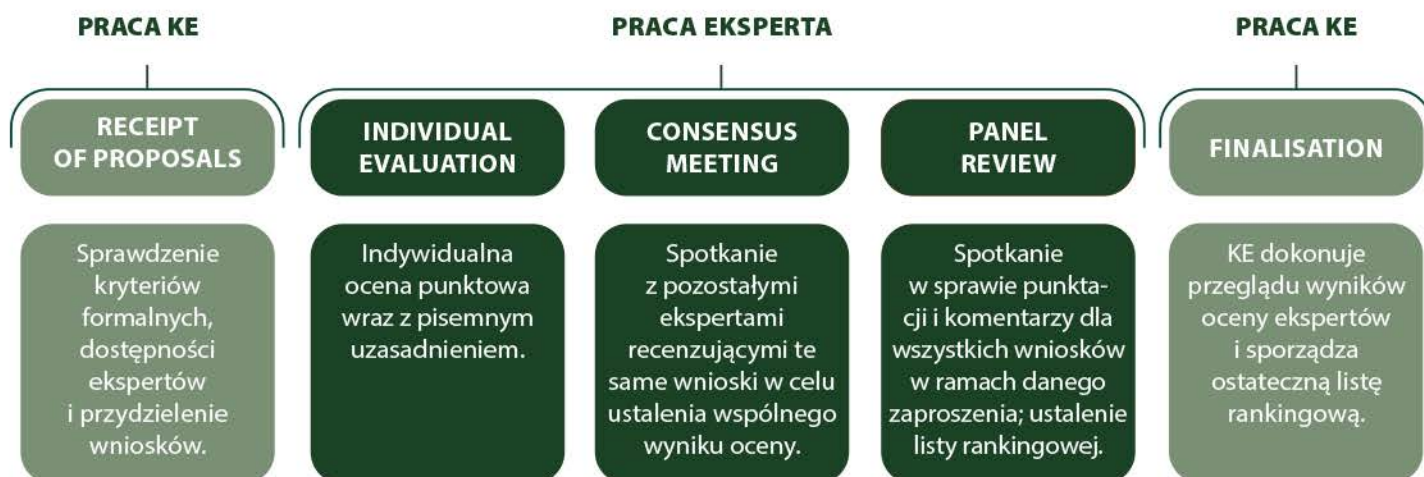 PRACA KE
PRACA EKSPERTA
PRACA KE
RECEIPT
OF PROPOSALS
INDIVIDUAL
EVALUATION
CONSENSUS
MEETING
PANEL
REVIEW
FINALISATION
Sprawdzenie
kryteriów
formalnych,
dostępności
ekspertów
i przydzielenie
wniosków.
Indywidualna
ocena punktowa
wraz z pisemnym
uzasadnieniem.
Spotkanie
z pozostałymi
ekspertami
recenzującymi te
same wnioski w celu
ustalenia wspólnego
wyniku oceny.
Spotkanie
w sprawie punkta-
cji i komentarzy dla
wszystkich wniosków
w ramach danego
zaproszenia; ustalenie
listy rankingowej.
KE dokonuje
przeglądu wyników
oceny ekspertów
i sporządza
ostateczną listę
rankingową.